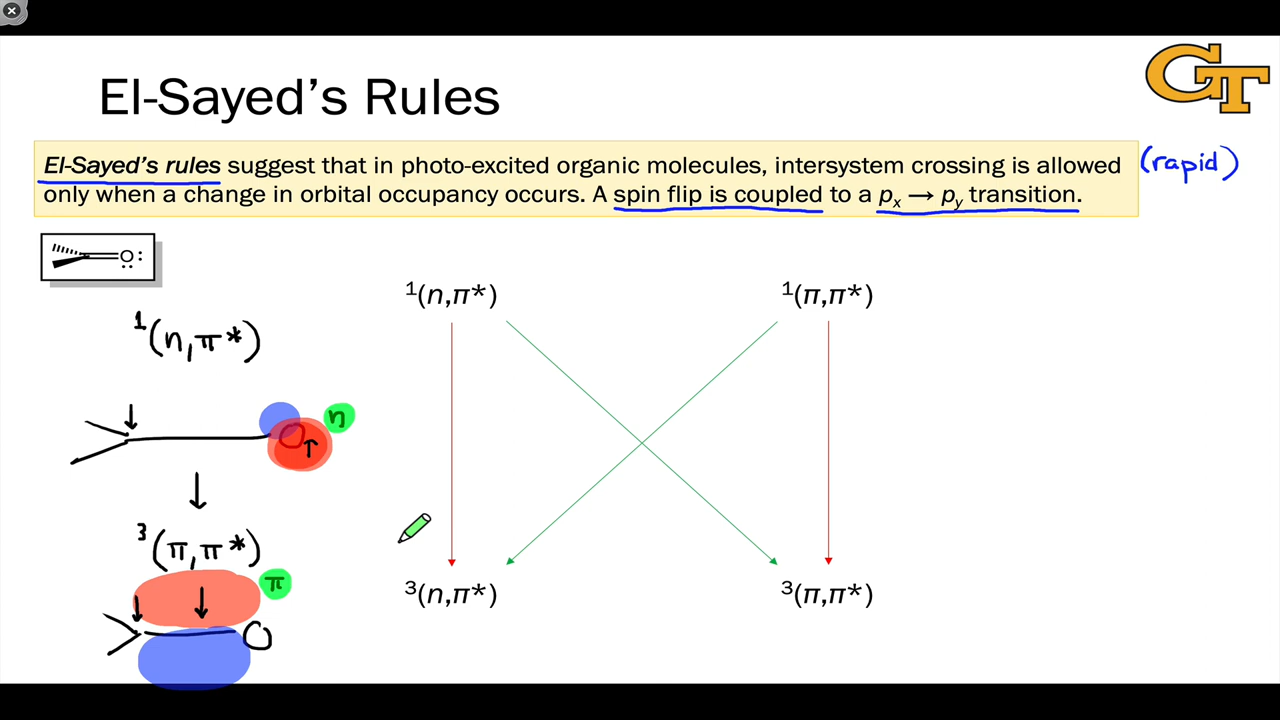 El-Sayed's Rules
GT
El-Sayed's rules suggest that in photo-excited organic molecules, intersystem crossing is allowed (rapid)
only when a change in orbital occupancy occurs. A spin flip is coupled to a pₓ → pᵧ transition.
O
¹(n,π*) ¹(π,π*)
¹(n,π*)
n
O
³(π,π*)
π
O
³(n,π*) ³(π,π*)